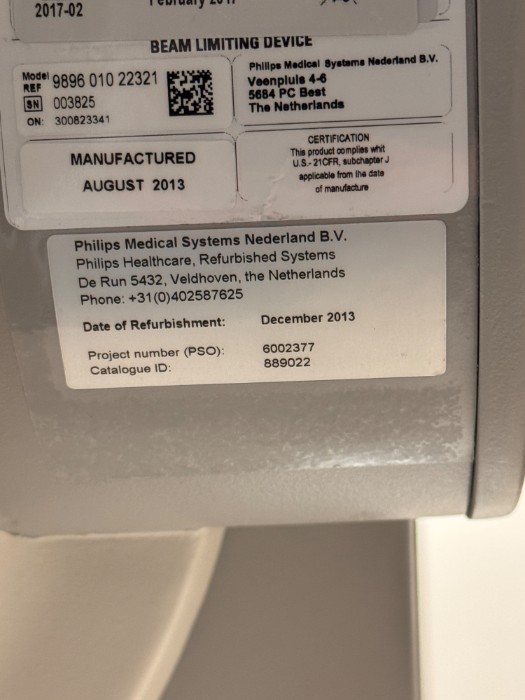 2017-02
BEAM LIMITING DEVICE
Model 9896 010 22321
REF
SN 003825
ON: 300823341
Philips Medical Systems Nederland B.V.
Veenpluis 4-6
5684 PC Best
The Netherlands
MANUFACTURED
AUGUST 2013
CERTIFICATION
This product complies whit
U.S.-21CFR, subchapter J
applicable from the date
of manufacture
Philips Medical Systems Nederland B.V.
Philips Healthcare, Refurbished Systems
De Run 5432, Veldhoven, the Netherlands
Phone: +31(0)402587625
Date of Refurbishment: December 2013
Project number (PSO): 6002377
Catalogue ID: 889022